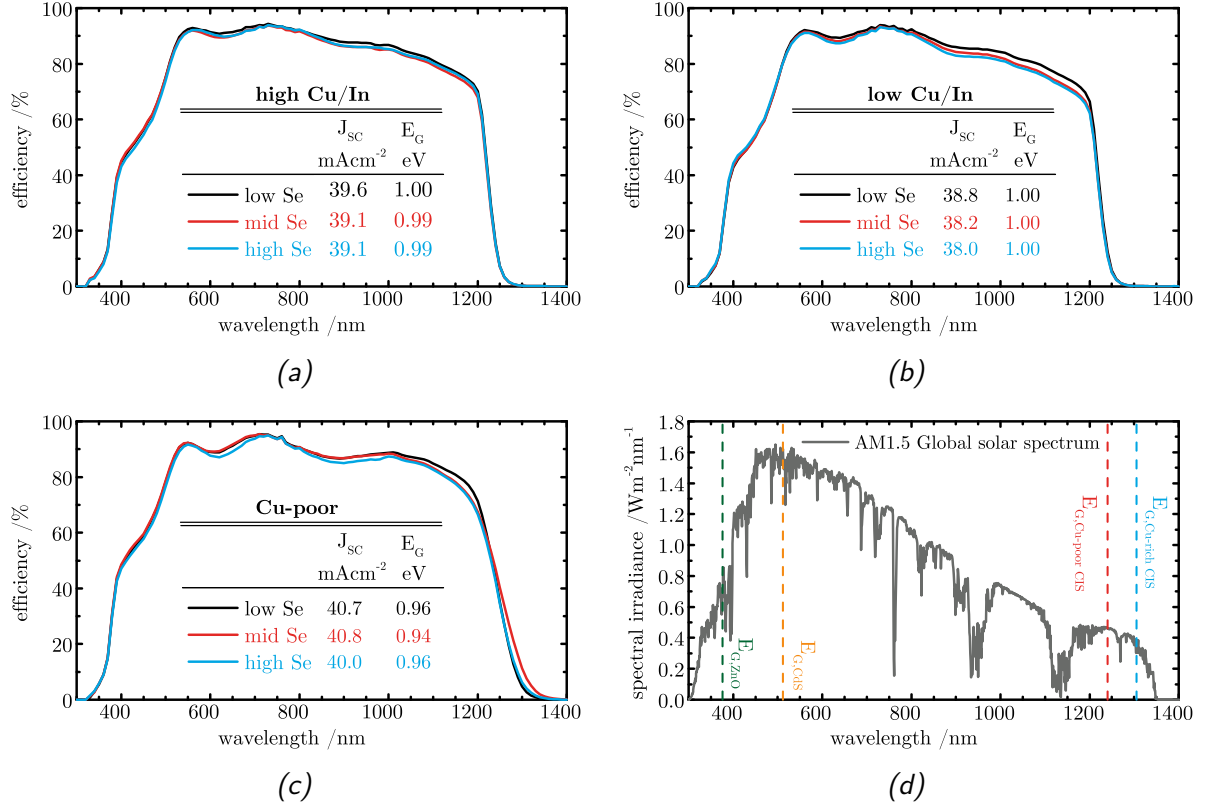 100
80
60
40
20
0
efficiency /%
high Cu/In
J_SC E_G
mAcm^-2 eV
low Se 39.6 1.00
mid Se 39.1 0.99
high Se 39.1 0.99
400 600 800 1000 1200 1400
wavelength /nm
(a)
100
80
60
40
20
0
efficiency /%
low Cu/In
J_SC E_G
mAcm^-2 eV
low Se 38.8 1.00
mid Se 38.2 1.00
high Se 38.0 1.00
400 600 800 1000 1200 1400
wavelength /nm
(b)
100
80
60
40
20
0
efficiency /%
Cu-poor
J_SC E_G
mAcm^-2 eV
low Se 40.7 0.96
mid Se 40.8 0.94
high Se 40.0 0.96
400 600 800 1000 1200 1400
wavelength /nm
(c)
1.8
1.6
1.4
1.2
1.0
0.8
0.6
0.4
0.2
0
spectral irradiance /Wm^-2nm^-1
AM1.5 Global solar spectrum
E_G,ZnO
E_G,CdS
E_G,Cu-poor CIS
E_G,Cu-rich CIS
400 600 800 1000 1200 1400
wavelength /nm
(d)